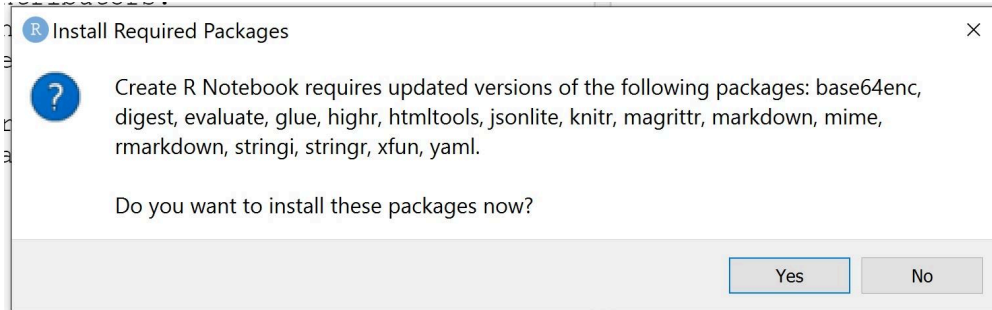 R Install Required Packages
Create R Notebook requires updated versions of the following packages: base64enc,
digest, evaluate, glue, highr, htmltools, jsonlite, knitr, magrittr, markdown, mime,
rmarkdown, stringi, stringr, xfun, yaml.
Do you want to install these packages now?
Yes
No